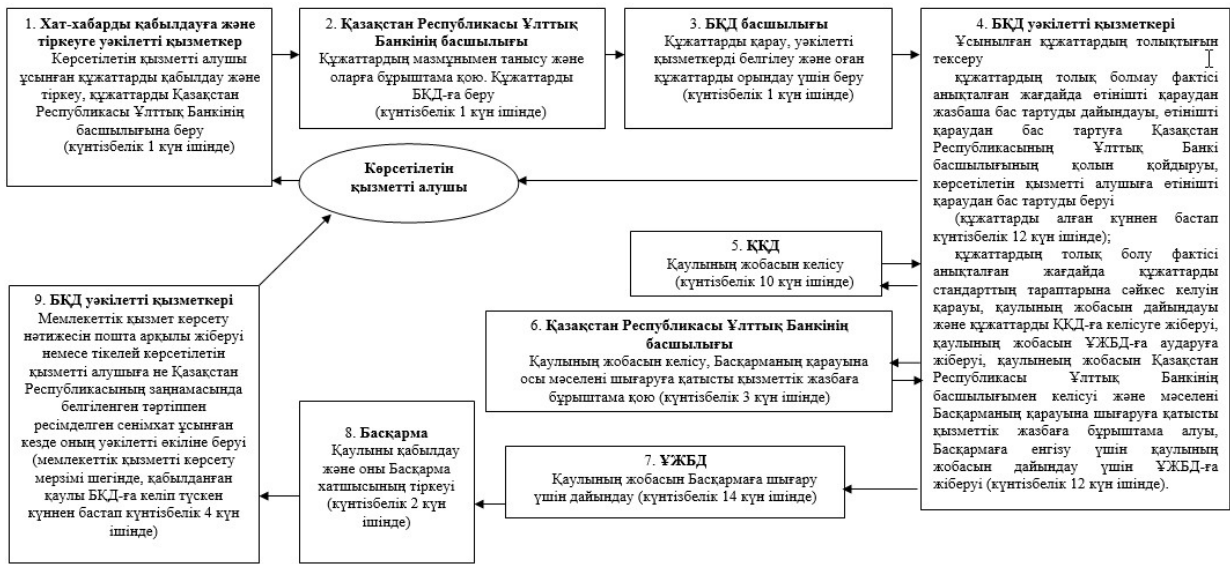 1. Хат-хабарды қабылдауға және
тіркеуге уәкілетті қызметкер
Көрсетілетін қызметті алушы
ұсынған құжаттарды қабылдау және
тіркеу, құжаттарды Қазақстан
Республикасы Ұлттық Банкінің
басшылығына беру
(күнтізбелік 1 күн ішінде)
2. Қазақстан Республикасы Ұлттық
Банкінің басшылығы
Құжаттардың мазмұнымен танысу және
оларға бұрыштама қою. Құжаттарды
БҚД-ға беру
(күнтізбелік 1 күн ішінде)
3. БҚД басшылығы
Құжаттарды қарау, уәкілетті
қызметкерді белгілеу және оған
құжаттарды орындау үшін беру
(күнтізбелік 1 күн ішінде)
4. БҚД уәкілетті қызметкері
Ұсынылған құжаттардың толықтығын
тексеру
құжаттардың толық болмау фактісі
анықталған жағдайда өтінішті қараудан
жазбаша бас тартуды дайындауы, өтінішті
қараудан бас тартуға Қазақстан
Республикасының Ұлттық Банкі
басшылығының қолын қойдыруы,
көрсетілетін қызметті алушыға өтінішті
қараудан бас тартуды беруі
(құжаттарды алған күннен бастап
күнтізбелік 12 күн ішінде);
құжаттардың толық болу фактісі
анықталған жағдайда құжаттарды
стандарттың тараптарына сәйкес келуін
қарауы, қаулының жобасын дайындауы
және құжаттарды ҚҚД-ға келісуге жіберуі,
қаулының жобасын ҰЖБД-ға аударуға
жіберуі, қаулынеың жобасын Қазақстан
Республикасы Ұлттық Банкінің
басшылығымен келісуі және мәселені
Басқарманың қарауына шығаруға қатысты
қызметтік жазбаға бұрыштама алуы,
Басқармаға енгізу үшін қаулының
жобасын дайындау үшін ҰЖБД-ға
жіберуі (күнтізбелік 12 күн ішінде).
Көрсетілетін
қызметті алушы
5. ҚҚД
Қаулының жобасын келісу
(күнтізбелік 10 күн ішінде)
6. Қазақстан Республикасы Ұлттық Банкінің
басшылығы
Қаулының жобасын келісу, Басқарманың қарауына
осы мәселені шығаруға қатысты қызметтік жазбаға
бұрыштама қою (күнтізбелік 3 күн ішінде)
7. ҰЖБД
Қаулының жобасын Басқармаға шығару
үшін дайындау (күнтізбелік 14 күн ішінде)
8. Басқарма
Қаулыны қабылдау
және оны Басқарма
хатшысының тіркеуі
(күнтізбелік 2 күн
ішінде)
9. БҚД уәкілетті қызметкері
Мемлекеттік қызмет көрсету
нәтижесін пошта арқылы жіберуі
немесе тікелей көрсетілетін
қызметті алушыға не Қазақстан
Республикасының заңнамасында
белгіленген тәртіппен
ресімделген сенімхат ұсынған
кезде оның уәкілетті өкіліне беруі
(мемлекеттік қызметті көрсету
мерзімі шегінде, қабылданған
қаулы БҚД-ға келіп түскен
күннен бастап күнтізбелік 4 күн
ішінде)